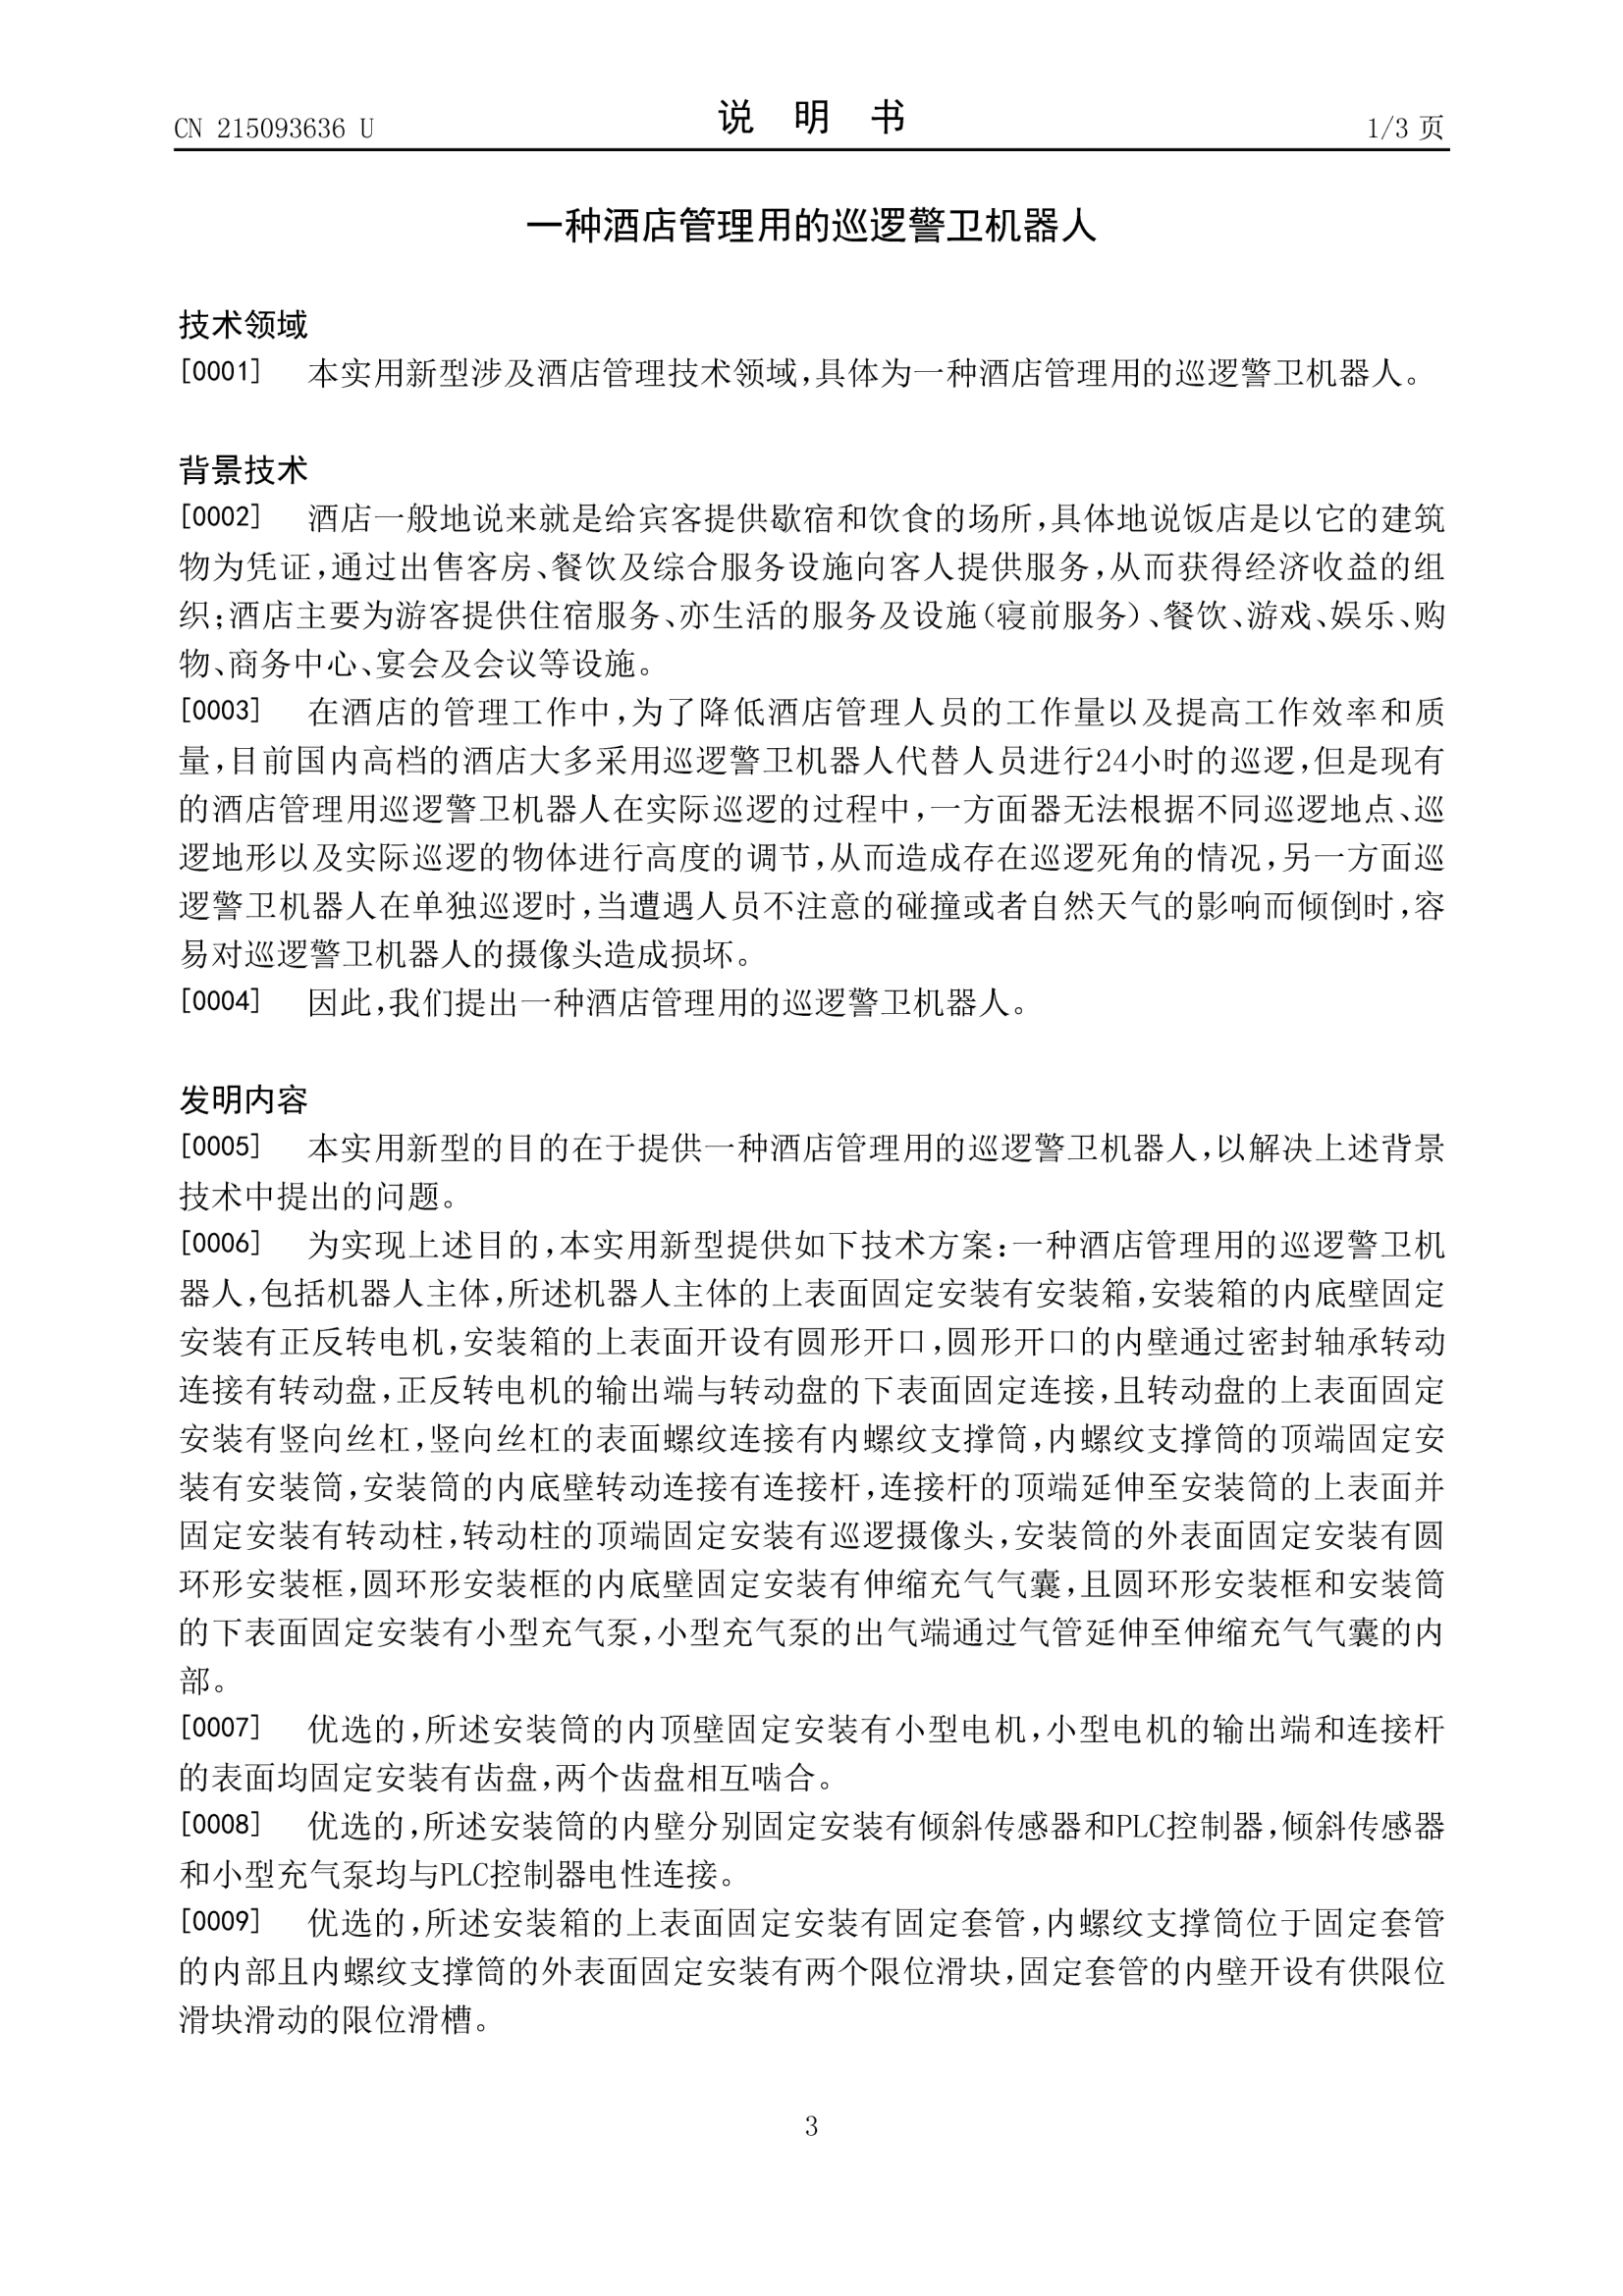 CN 215093636 U
说 明 书
1/3 页
一种酒店管理用的巡逻警卫机器人
技术领域
[0001] 本实用新型涉及酒店管理技术领域,具体为一种酒店管理用的巡逻警卫机器人。
背景技术
[0002] 酒店一般地说来就是给宾客提供歇宿和饮食的场所,具体地说饭店是以它的建筑
物为凭证,通过出售客房、餐饮及综合服务设施向客人提供服务,从而获得经济收益的组
织;酒店主要为游客提供住宿服务、亦生活的服务及设施(寝前服务)、餐饮、游戏、娱乐、购
物、商务中心、宴会及会议等设施。
[0003] 在酒店的管理工作中,为了降低酒店管理人员的工作量以及提高工作效率和质
量,目前国内高档的酒店大多采用巡逻警卫机器人代替人员进行24小时的巡逻,但是现有
的酒店管理用巡逻警卫机器人在实际巡逻的过程中,一方面器无法根据不同巡逻地点、巡
逻地形以及实际巡逻的物体进行高度的调节,从而造成存在巡逻死角的情况,另一方面巡
逻警卫机器人在单独巡逻时,当遭遇人员不注意的碰撞或者自然天气的影响而倾倒时,容
易对巡逻警卫机器人的摄像头造成损坏。
[0004] 因此,我们提出一种酒店管理用的巡逻警卫机器人。
发明内容
[0005] 本实用新型的目的在于提供一种酒店管理用的巡逻警卫机器人,以解决上述背景
技术中提出的问题。
[0006] 为实现上述目的,本实用新型提供如下技术方案:一种酒店管理用的巡逻警卫机
器人,包括机器人主体,所述机器人主体的上表面固定安装有安装箱,安装箱的内底壁固定
安装有正反转电机,安装箱的上表面开设有圆形开口,圆形开口的内壁通过密封轴承转动
连接有转动盘,正反转电机的输出端与转动盘的下表面固定连接,且转动盘的上表面固定
安装有竖向丝杠,竖向丝杠的表面螺纹连接有内螺纹支撑筒,内螺纹支撑筒的顶端固定安
装有安装筒,安装筒的内底壁转动连接有连接杆,连接杆的顶端延伸至安装筒的上表面并
固定安装有转动柱,转动柱的顶端固定安装有巡逻摄像头,安装筒的外表面固定安装有圆
环形安装框,圆环形安装框的内底壁固定安装有伸缩充气气囊,且圆环形安装框和安装筒
的下表面固定安装有小型充气泵,小型充气泵的出气端通过气管延伸至伸缩充气气囊的内
部。
[0007] 优选的,所述安装筒的内顶壁固定安装有小型电机,小型电机的输出端和连接杆
的表面均固定安装有齿盘,两个齿盘相互啮合。
[0008] 优选的,所述安装筒的内壁分别固定安装有倾斜传感器和PLC控制器,倾斜传感器
和小型充气泵均与PLC控制器电性连接。
[0009] 优选的,所述安装箱的上表面固定安装有固定套管,内螺纹支撑筒位于固定套管
的内部且内螺纹支撑筒的外表面固定安装有两个限位滑块,固定套管的内壁开设有供限位
滑块滑动的限位滑槽。
3